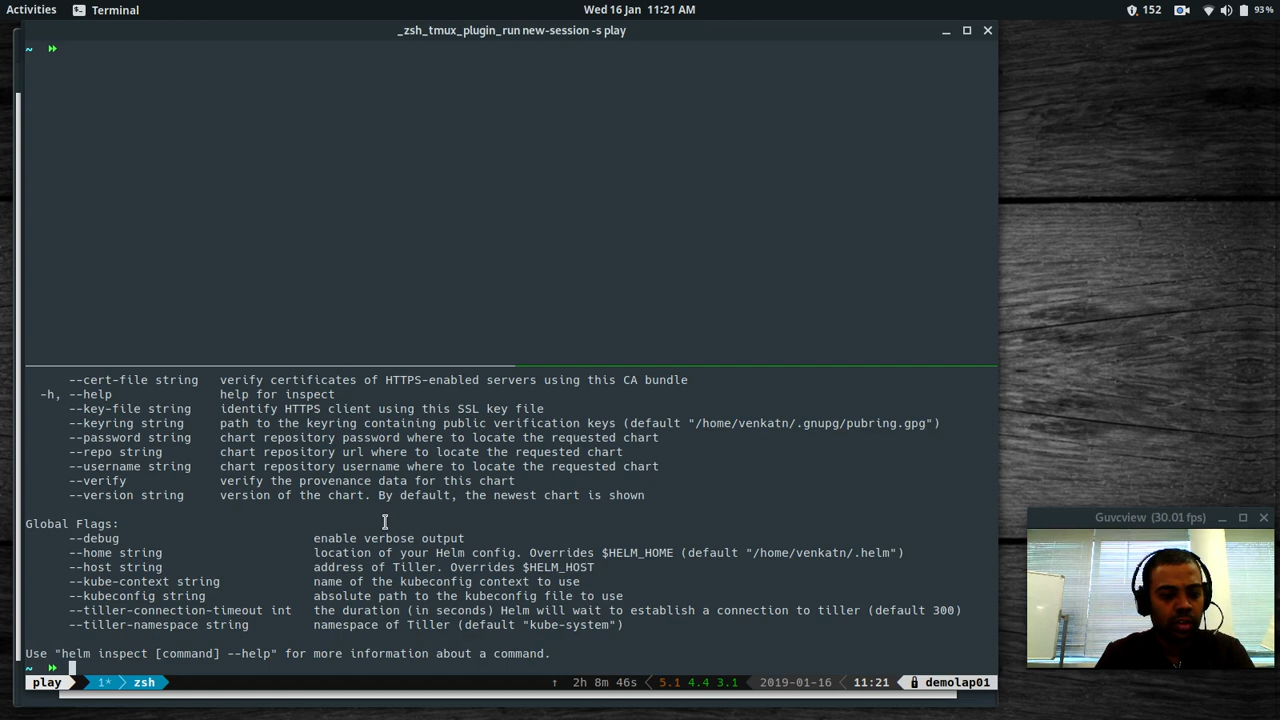 Activities Terminal Wed 16 Jan 11:21 AM 152 93%
_zsh_tmux_plugin_run new-session -s play
~
--cert-file string verify certificates of HTTPS-enabled servers using this CA bundle
-h, --help help for inspect
--key-file string identify HTTPS client using this SSL key file
--keyring string path to the keyring containing public verification keys (default "/home/venkatn/.gnupg/pubring.gpg")
--password string chart repository password where to locate the requested chart
--repo string chart repository url where to locate the requested chart
--username string chart repository username where to locate the requested chart
--verify verify the provenance data for this chart
--version string version of the chart. By default, the newest chart is shown
Global Flags:
--debug enable verbose output
--home string location of your Helm config. Overrides $HELM_HOME (default "/home/venkatn/.helm")
--host string address of Tiller. Overrides $HELM_HOST
--kube-context string name of the kubeconfig context to use
--kubeconfig string absolute path to the kubeconfig file to use
--tiller-connection-timeout int the duration (in seconds) Helm will wait to establish a connection to tiller (default 300)
--tiller-namespace string namespace of Tiller (default "kube-system")
Use "helm inspect [command] --help" for more information about a command.
~
play 1* zsh ↑ 2h 8m 46s 5.1 4.4 3.1 2019-01-16 11:21 demolap01
Guvcview (30.01 fps)